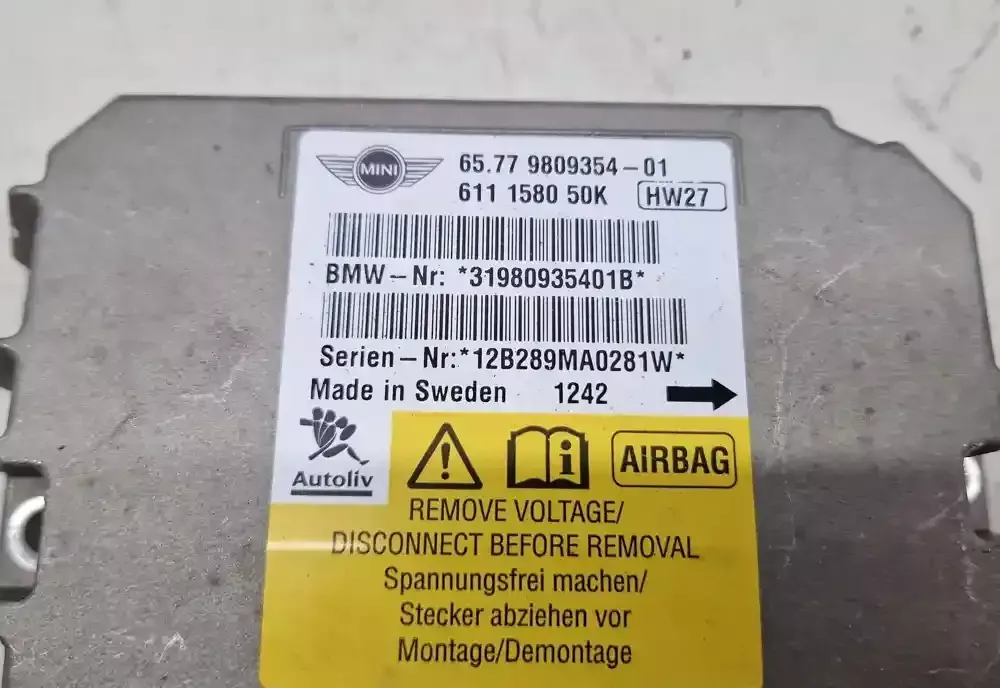 MINI
65.77 9809354-01
611 1580 50K HW27
BMW-Nr: *31980935401B*
Serien-Nr:*12B289MA0281W*
Made in Sweden 1242
Autoliv
AiRBAG
REMOVE VOLTAGE/
DISCONNECT BEFORE REMOVAL
Spannungsfrei machen/
Stecker abziehen vor
Montage/Demontage